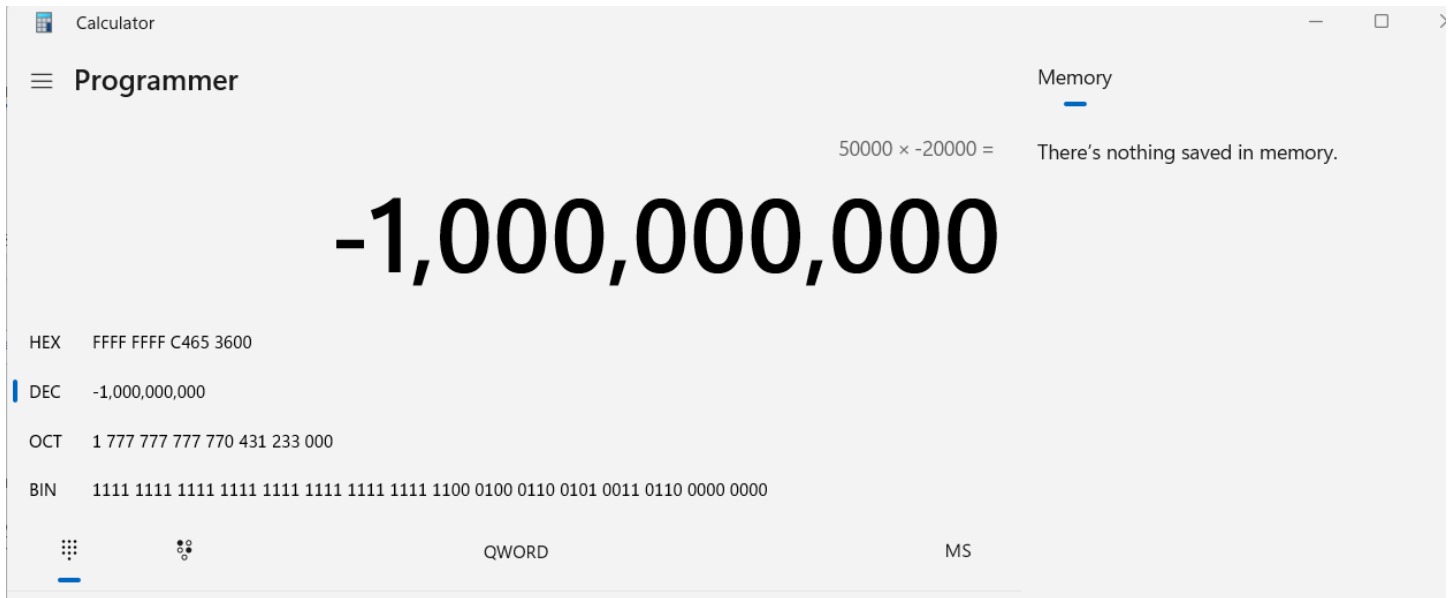 Calculator
Programmer
50000 × -20000 =
-1,000,000,000
HEX FFFF FFFF C465 3600
DEC -1,000,000,000
OCT 1 777 777 777 770 431 233 000
BIN 1111 1111 1111 1111 1111 1111 1111 1111 1100 0100 0110 0101 0011 0110 0000 0000
QWORD MS
Memory
There’s nothing saved in memory.